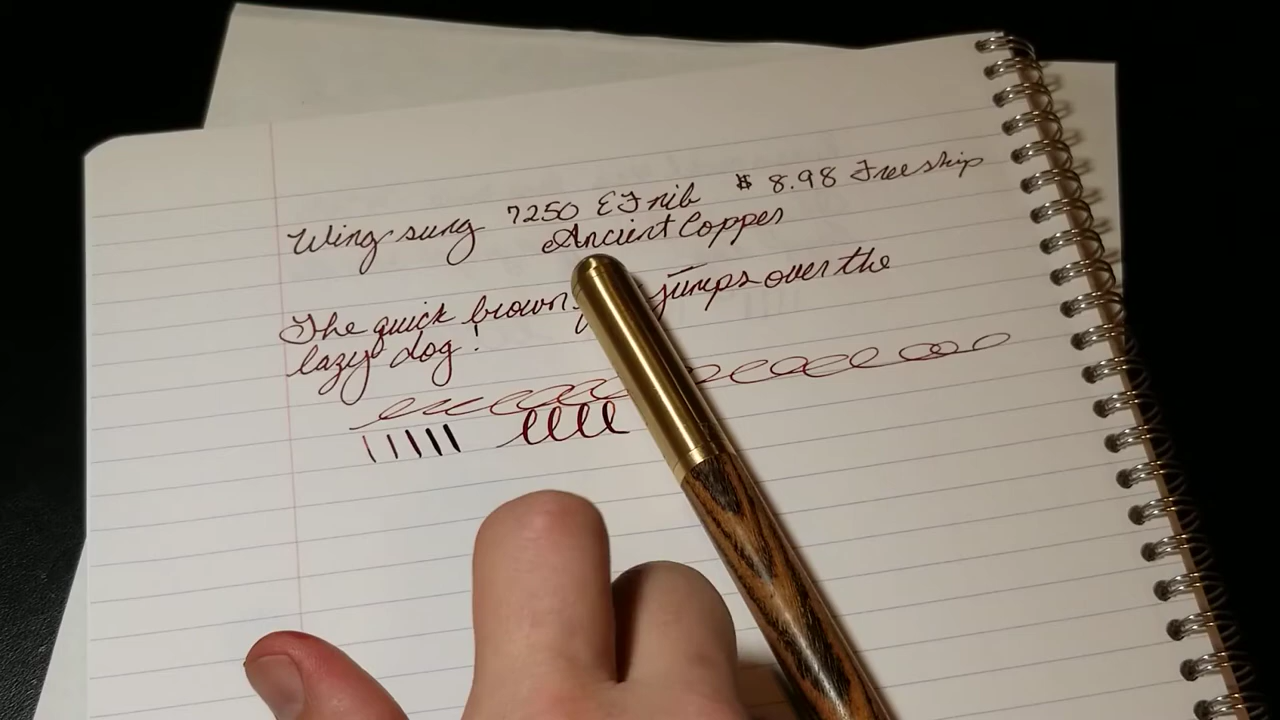 Wing sung 7250 EF nib $ 8.98 Free ship
Ancient Copper
The quick brown jumps over the
lazy dog!